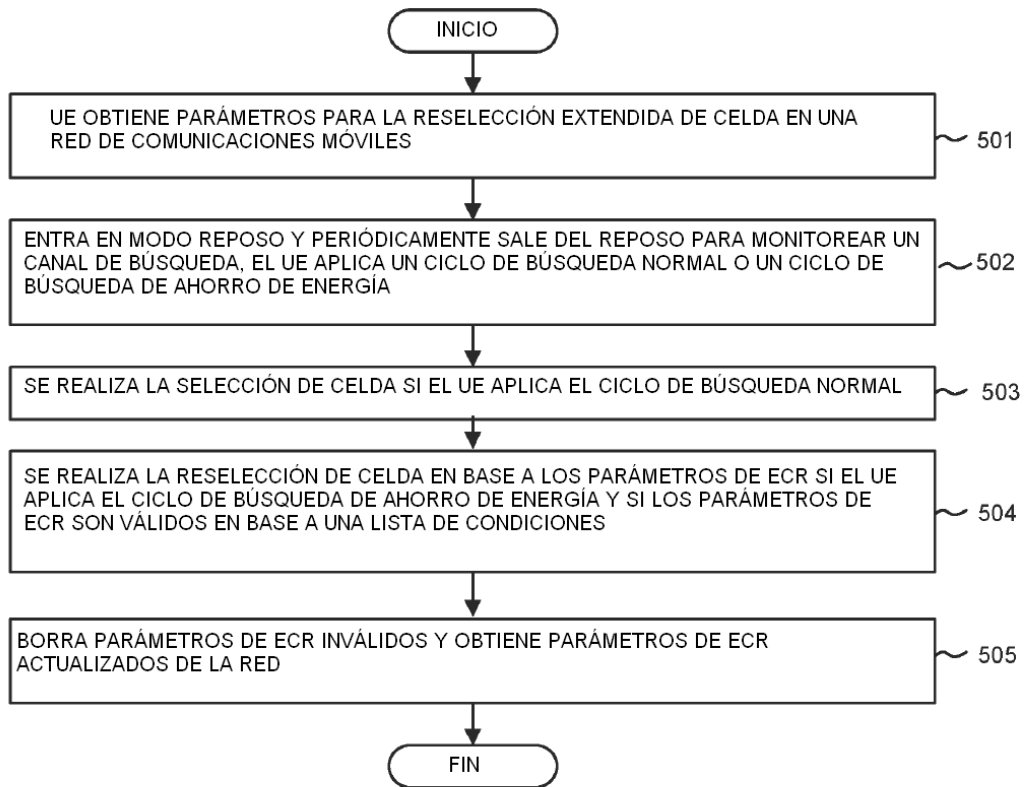 INICIO
UE OBTIENE PARÁMETROS PARA LA RESELECCIÓN EXTENDIDA DE CELDA EN UNA
RED DE COMUNICACIONES MÓVILES
501
ENTRA EN MODO REPOSO Y PERIÓDICAMENTE SALE DEL REPOSO PARA MONITOREAR UN
CANAL DE BÚSQUEDA, EL UE APLICA UN CICLO DE BÚSQUEDA NORMAL O UN CICLO DE
BÚSQUEDA DE AHORRO DE ENERGÍA
502
SE REALIZA LA SELECCIÓN DE CELDA SI EL UE APLICA EL CICLO DE BÚSQUEDA NORMAL
503
SE REALIZA LA RESELECCIÓN DE CELDA EN BASE A LOS PARÁMETROS DE ECR SI EL UE
APLICA EL CICLO DE BÚSQUEDA DE AHORRO DE ENERGÍA Y SI LOS PARÁMETROS DE
ECR SON VÁLIDOS EN BASE A UNA LISTA DE CONDICIONES
504
BORRA PARÁMETROS DE ECR INVÁLIDOS Y OBTIENE PARÁMETROS DE ECR
ACTUALIZADOS DE LA RED
505
FIN